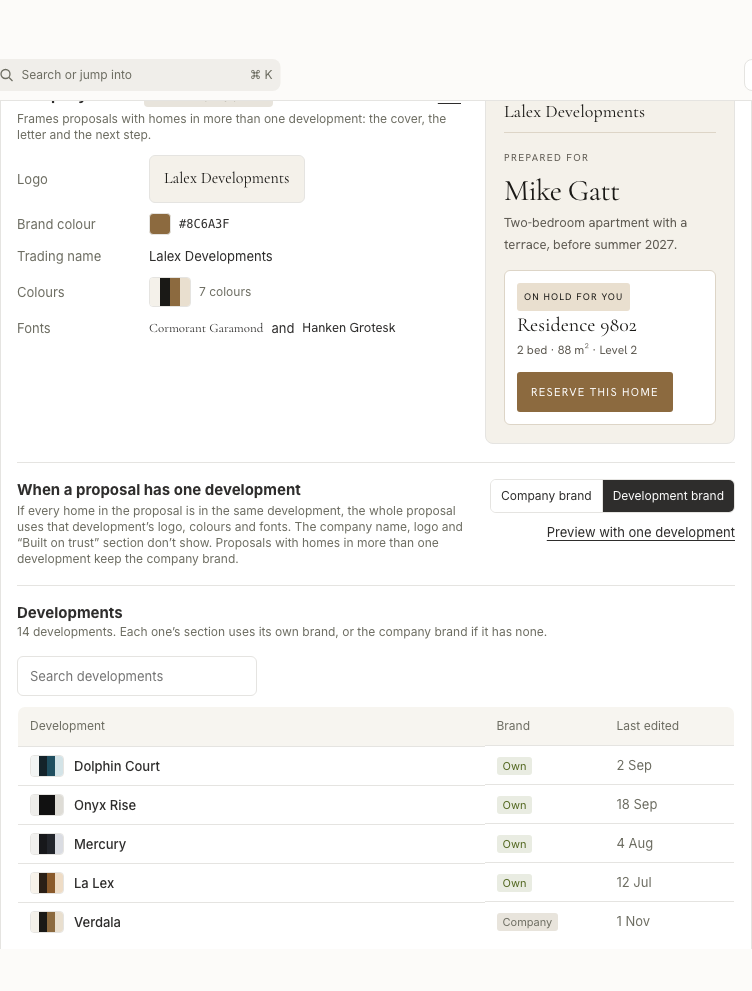 Search or jump into
⌘ K
Frames proposals with homes in more than one development: the cover, the
letter and the next step.
Logo
Lalex Developments
Brand colour
#8C6A3F
Trading name
Lalex Developments
Colours
7 colours
Fonts
Cormorant Garamond and Hanken Grotesk
Lalex Developments
PREPARED FOR
Mike Gatt
Two-bedroom apartment with a
terrace, before summer 2027.
ON HOLD FOR YOU
Residence 9802
2 bed · 88 m² · Level 2
RESERVE THIS HOME
When a proposal has one development
If every home in the proposal is in the same development, the whole proposal
uses that development’s logo, colours and fonts. The company name, logo and
“Built on trust” section don’t show. Proposals with homes in more than one
development keep the company brand.
Company brand
Development brand
Preview with one development
Developments
14 developments. Each one’s section uses its own brand, or the company brand if it has none.
Search developments
Development Brand Last edited
Dolphin Court Own 2 Sep
Onyx Rise Own 18 Sep
Mercury Own 4 Aug
La Lex Own 12 Jul
Verdala Company 1 Nov